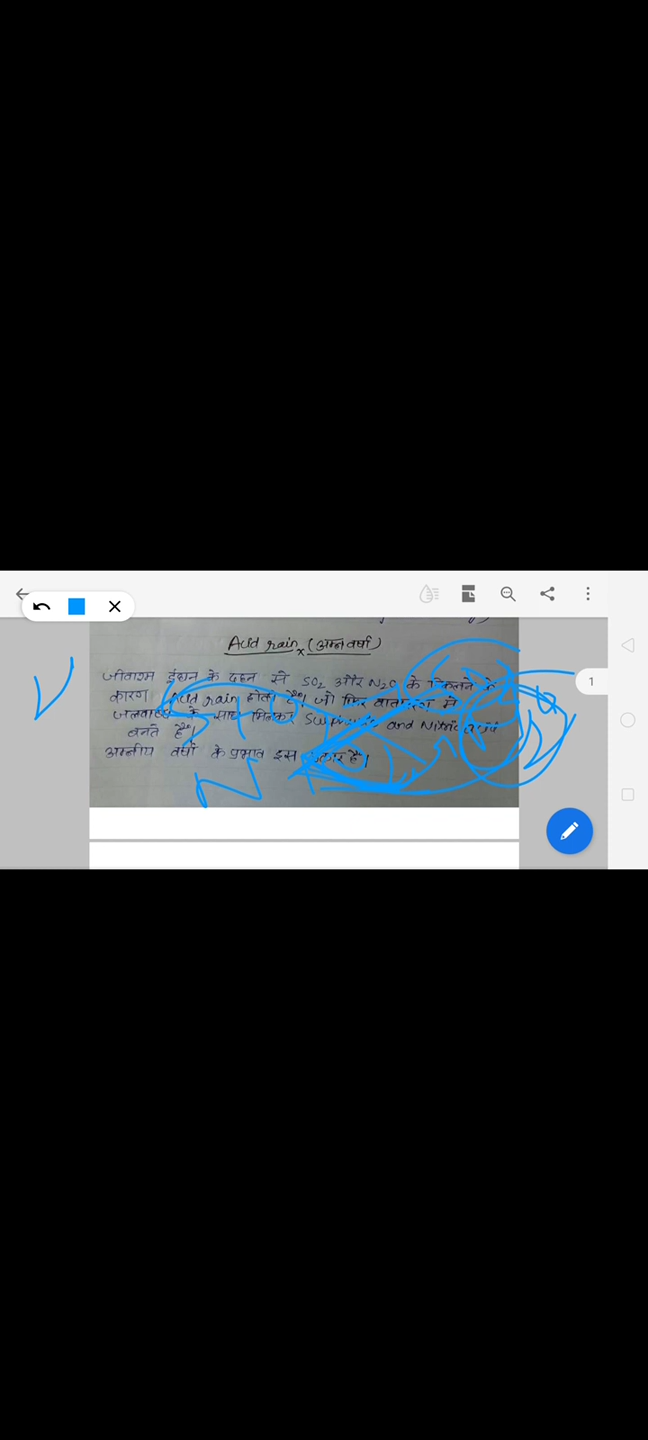 Acid rain (अम्ल वर्षा)
जीवाश्म ईंधन के दहन से SO2 और N2O के निकलने के
1
कारण Acid rain होता है। जो फिर वातावरण में
जलवाष्प के साथ मिलकर Sulphuric and Nitric acid
बनते है।
अम्लीय वर्षा के प्रभाव इस प्रकार है।